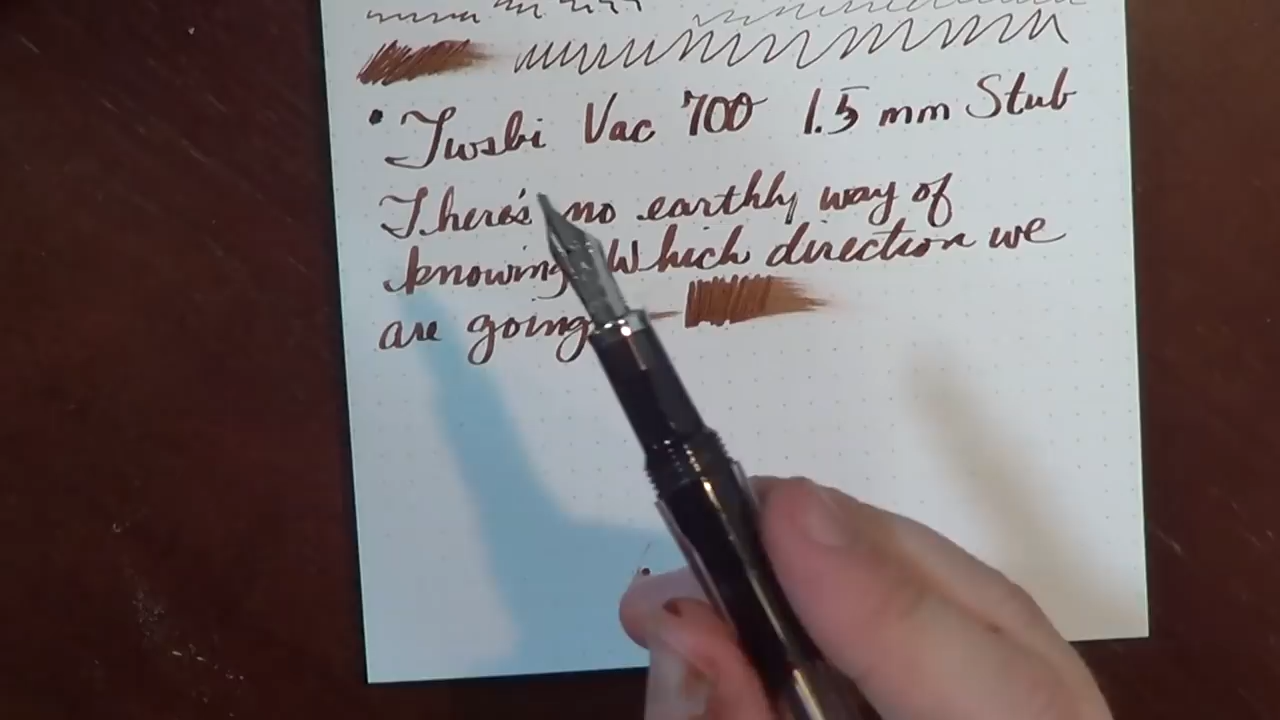 • Twsbi Vac 700 1.5 mm Stub
There's no earthly way of
knowing Which direction we
are going